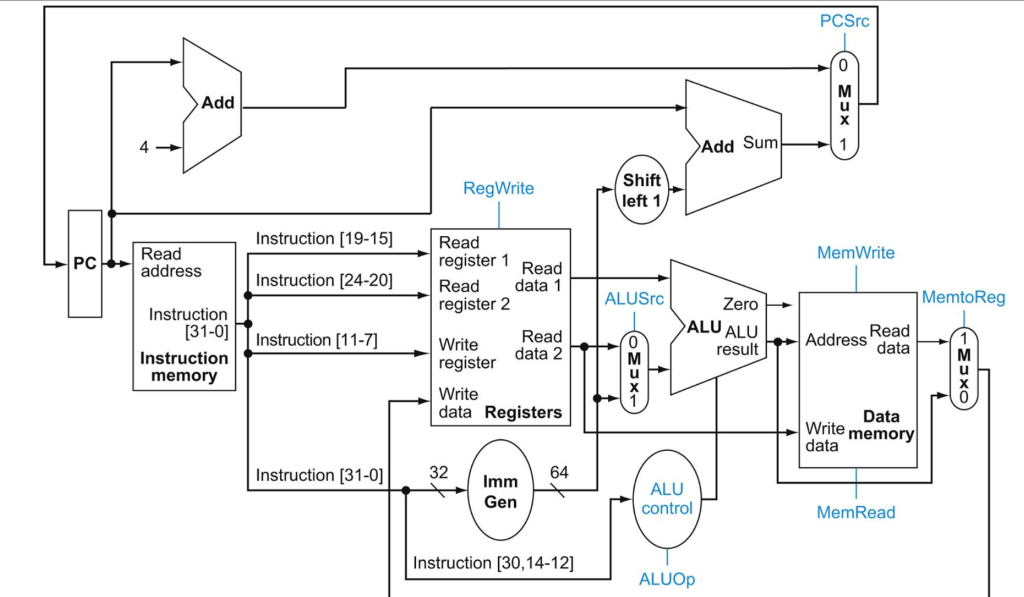 PCSrc
0
Mux
1
Add
4
Add Sum
Shift
left 1
RegWrite
PC
Read
address
Instruction
[31-0]
Instruction
memory
Instruction [19-15]
Instruction [24-20]
Instruction [11-7]
Read
register 1
Read
data 1
Read
register 2
Write
register
Read
data 2
Write
data
Registers
ALUSrc
0
Mux
1
Zero
ALU
ALU
result
MemWrite
Address
Read
data
Write
data
Data
memory
MemRead
MemtoReg
1
Mux
0
Instruction [31-0]
32
Imm
Gen
64
ALU
control
Instruction [30,14-12]
ALUOp